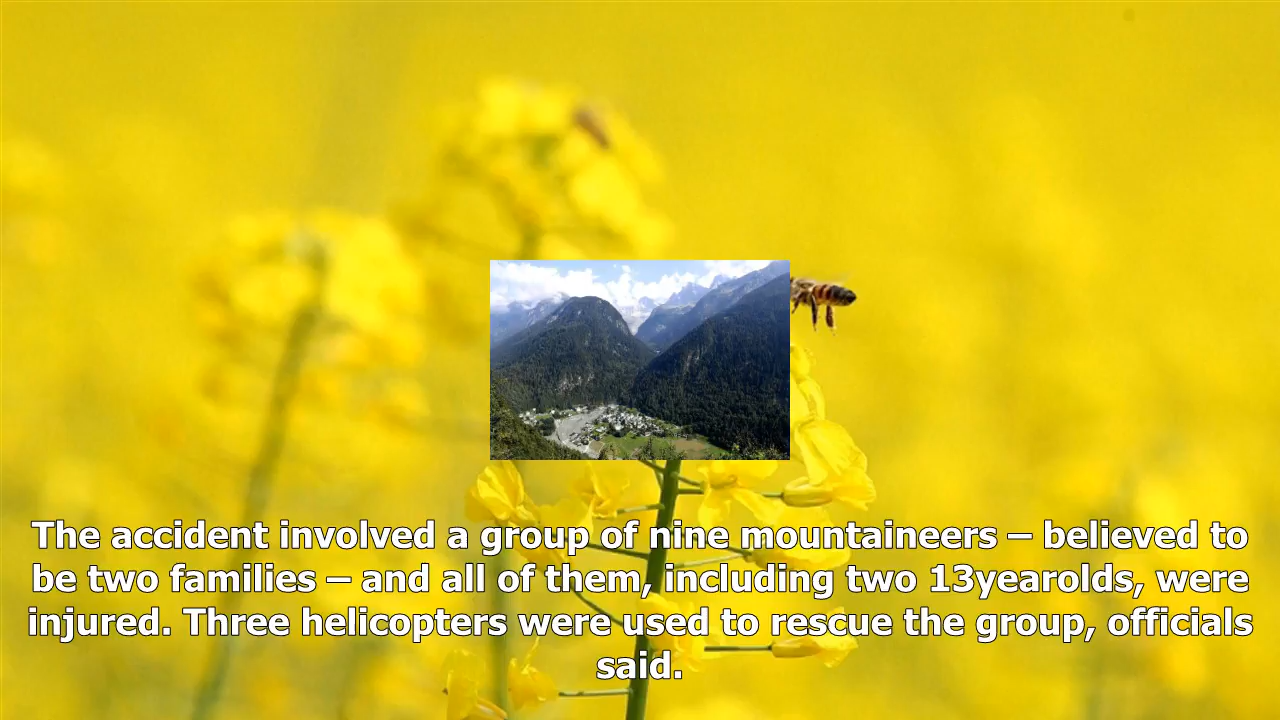 The accident involved a group of nine mountaineers – believed to
be two families – and all of them, including two 13yearolds, were
injured. Three helicopters were used to rescue the group, officials
said.